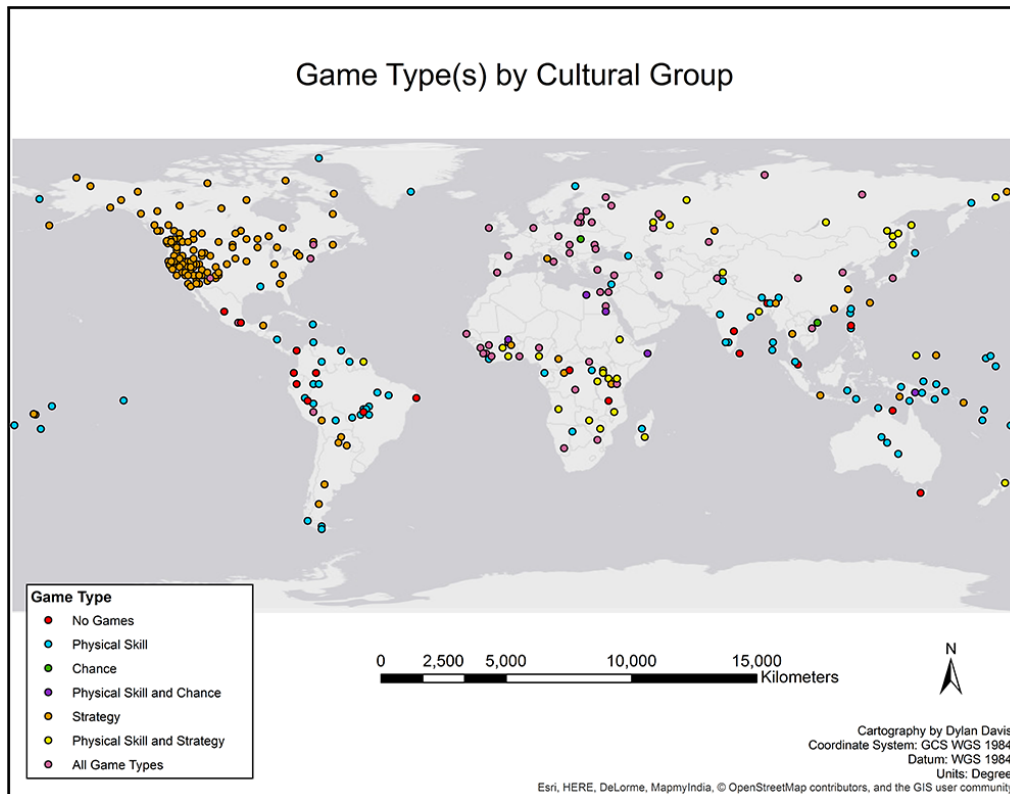 Game Type(s) by Cultural Group
Game Type
No Games
Physical Skill
Chance
Physical Skill and Chance
Strategy
Physical Skill and Strategy
All Game Types
0 2,500 5,000 10,000 15,000
Kilometers
N
Cartography by Dylan Davis
Coordinate System: GCS WGS 1984
Datum: WGS 1984
Units: Degree
Esri, HERE, DeLorme, MapmyIndia, © OpenStreetMap contributors, and the GIS user community